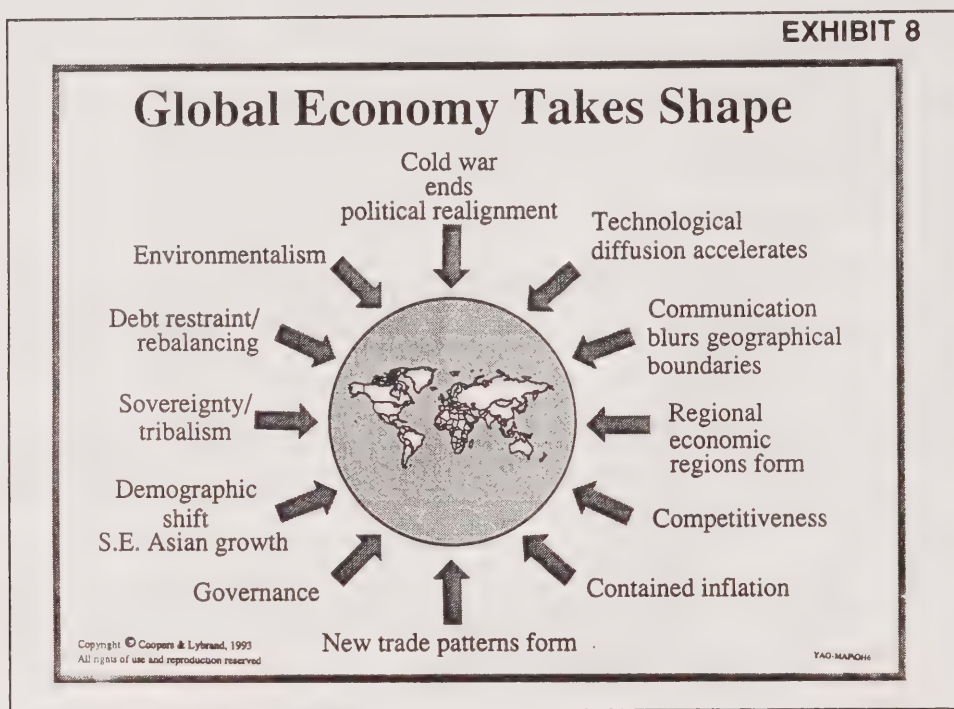 EXHIBIT 8
Global Economy Takes Shape
Cold war
ends
political realignment
Technological
diffusion accelerates
Communication
blurs geographical
boundaries
Regional
economic
regions form
Competitiveness
Contained inflation
New trade patterns form
Governance
Demographic
shift
S.E. Asian growth
Sovereignty/
tribalism
Debt restraint/
rebalancing
Environmentalism
Copyright © Coopers & Lybrand, 1993
All rights of use and reproduction reserved